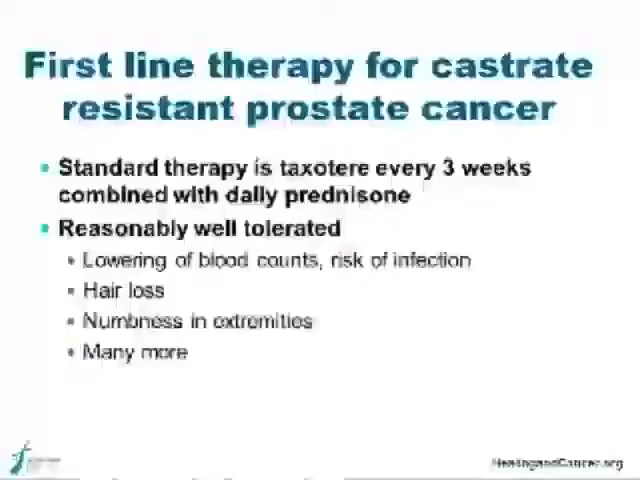 First line therapy for castrate
resistant prostate cancer
• Standard therapy is taxotere every 3 weeks
combined with daily prednisone
• Reasonably well tolerated
• Lowering of blood counts, risk of infection
• Hair loss
• Numbness in extremities
• Many more
HealingandCancer.org